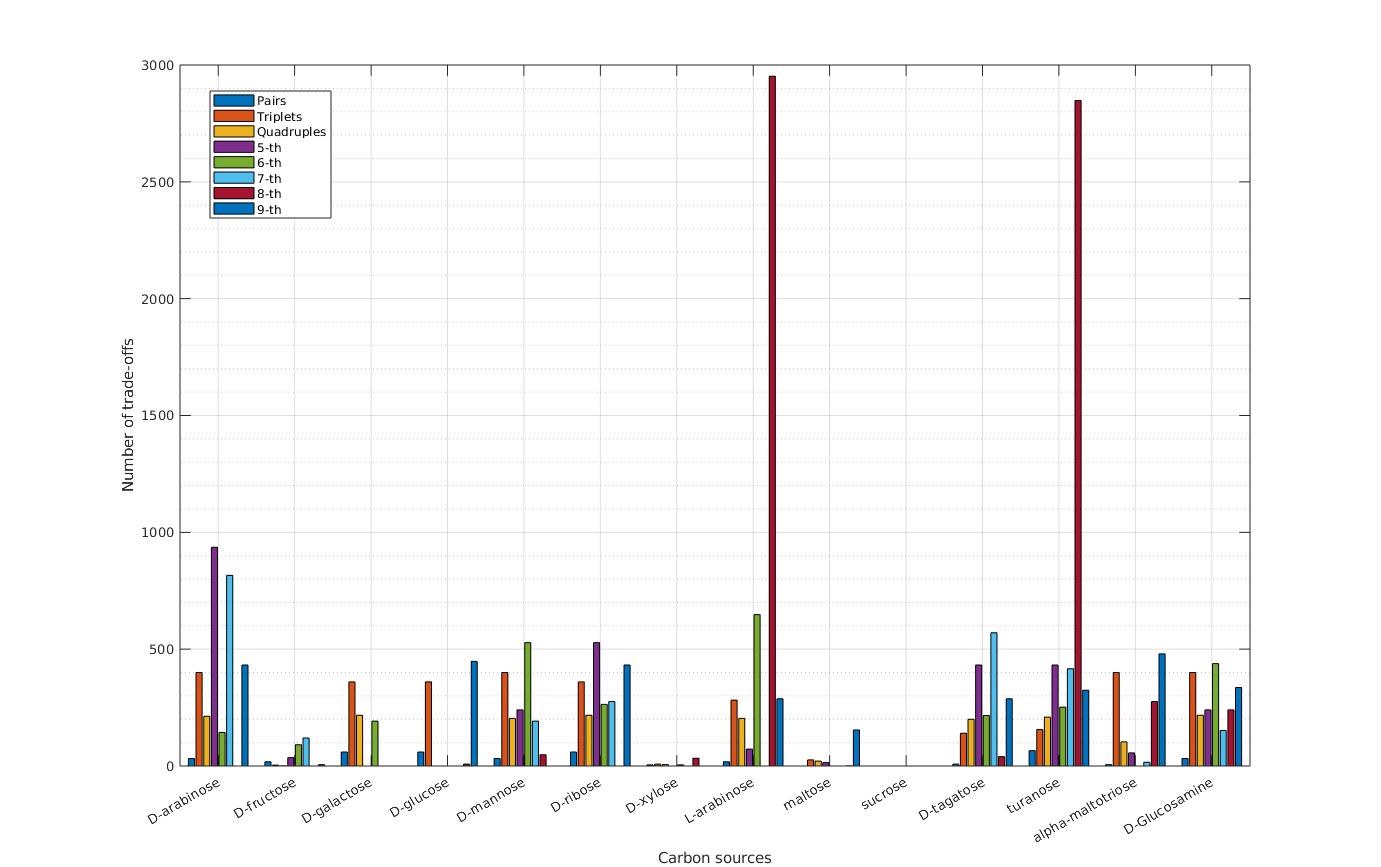 3000
2500
2000
1500
1000
500
0
Number of trade-offs
Pairs
Triplets
Quadruples
5-th
6-th
7-th
8-th
9-th
D-arabinose
D-fructose
D-galactose
D-glucose
D-mannose
D-ribose
D-xylose
L-arabinose
maltose
sucrose
D-tagatose
turanose
alpha-maltotriose
D-Glucosamine
Carbon sources